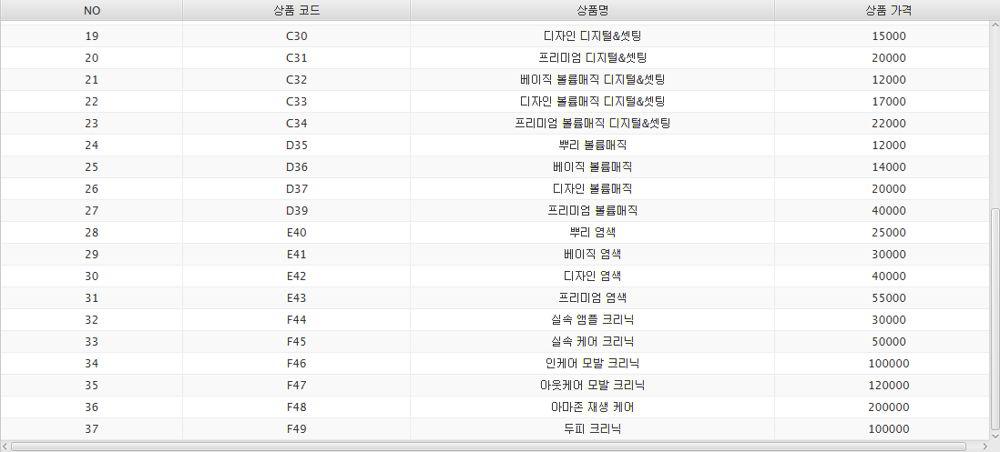 NO 상품 코드 상품명 상품 가격
19 C30 디자인 디지털&셋팅 15000
20 C31 프리미엄 디지털&셋팅 20000
21 C32 베이직 볼륨매직 디지털&셋팅 12000
22 C33 디자인 볼륨매직 디지털&셋팅 17000
23 C34 프리미엄 볼륨매직 디지털&셋팅 22000
24 D35 뿌리 볼륨매직 12000
25 D36 베이직 볼륨매직 14000
26 D37 디자인 볼륨매직 20000
27 D39 프리미엄 볼륨매직 40000
28 E40 뿌리 염색 25000
29 E41 베이직 염색 30000
30 E42 디자인 염색 40000
31 E43 프리미엄 염색 55000
32 F44 실속 앰플 크리닉 30000
33 F45 실속 케어 크리닉 50000
34 F46 인케어 모발 크리닉 100000
35 F47 아웃케어 모발 크리닉 120000
36 F48 아마존 재생 케어 200000
37 F49 두피 크리닉 100000